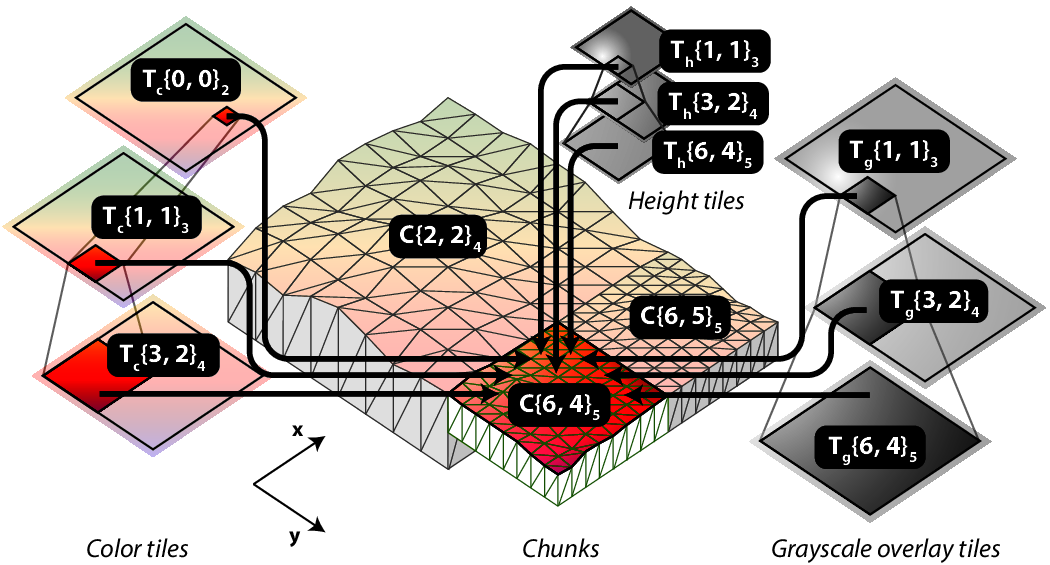 T_c{0, 0}_2
T_c{1, 1}_3
T_c{3, 2}_4
T_h{1, 1}_3
T_h{3, 2}_4
T_h{6, 4}_5
Height tiles
T_g{1, 1}_3
T_g{3, 2}_4
T_g{6, 4}_5
C{2, 2}_4
C{6, 5}_5
C{6, 4}_5
x
y
Color tiles
Chunks
Grayscale overlay tiles